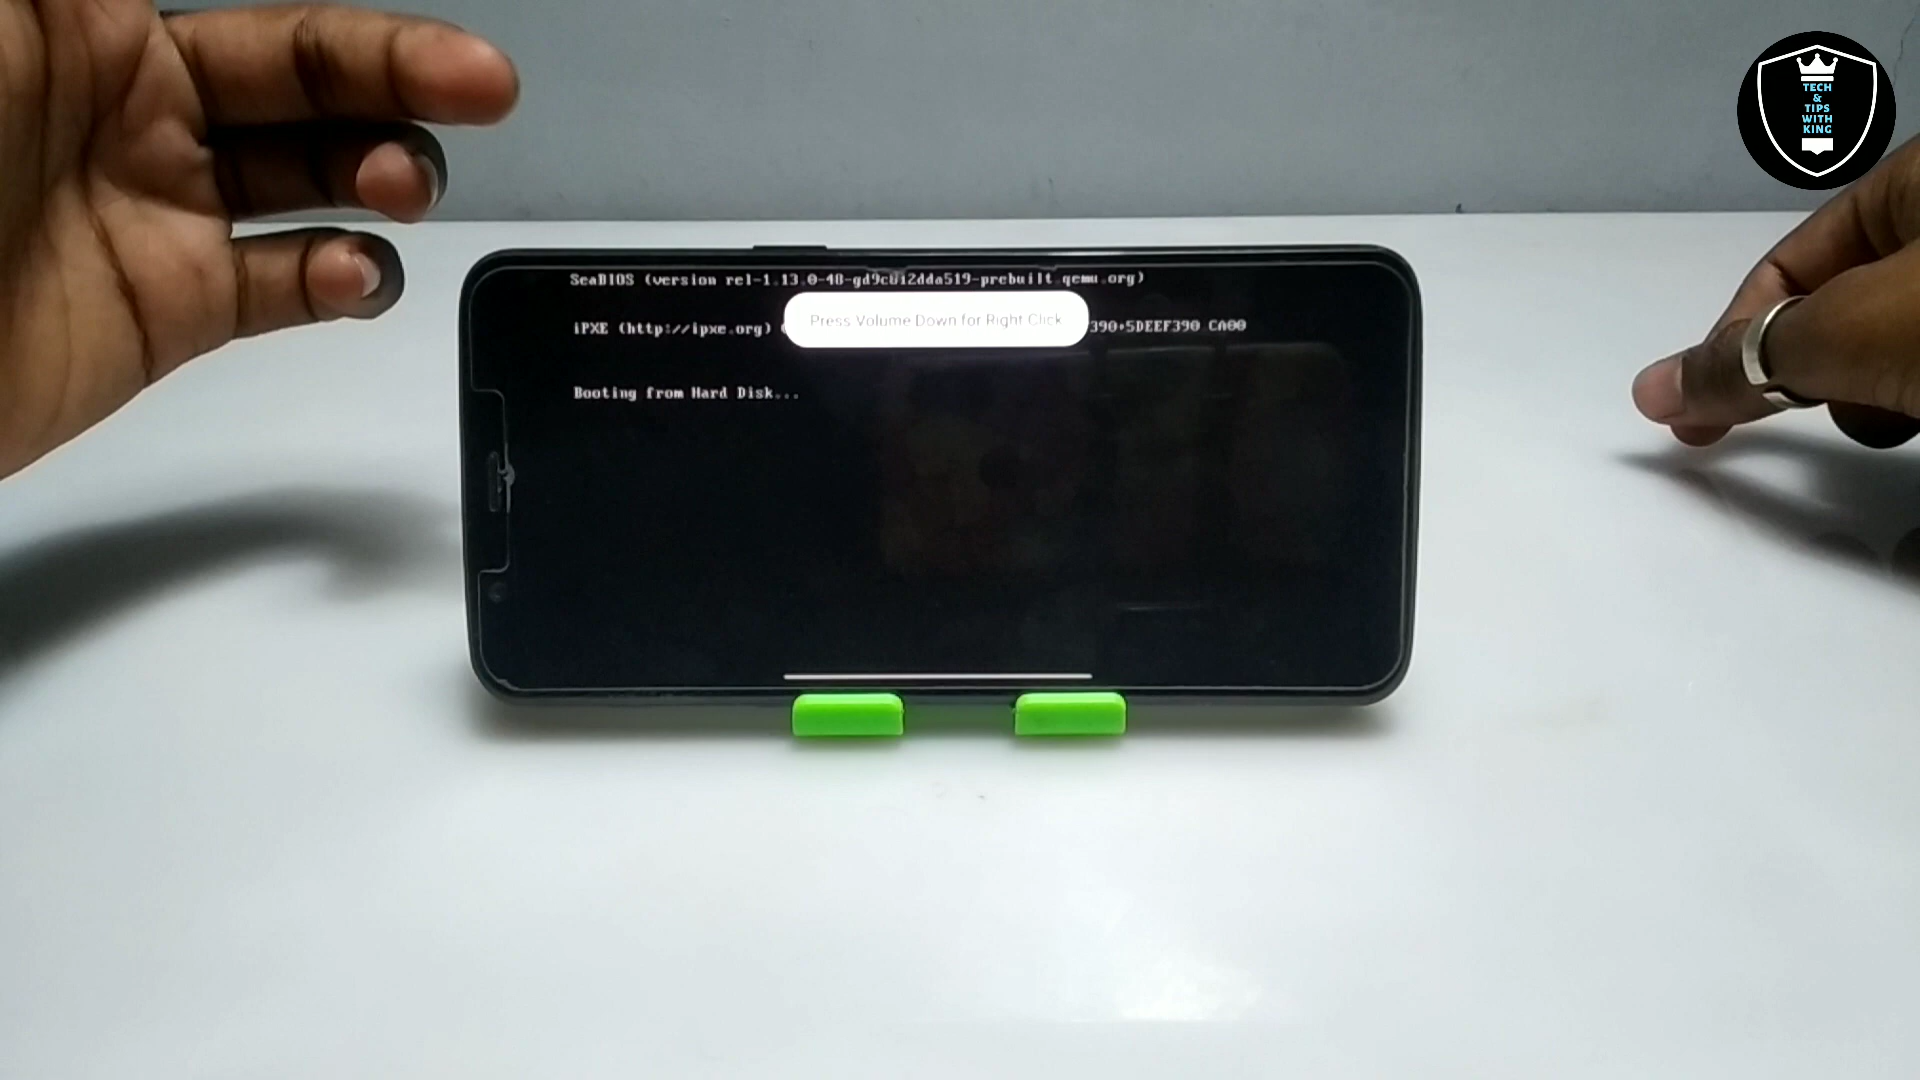 TECH
&
TIPS
WITH
KING
SeaBIOS (version rel-1.13.0-48-gd9c812dda519-prebuilt.qemu.org)
Press Volume Down for Right Click
iPXE (http://ipxe.org) 390+5DEEF390 CA00
Booting from Hard Disk...